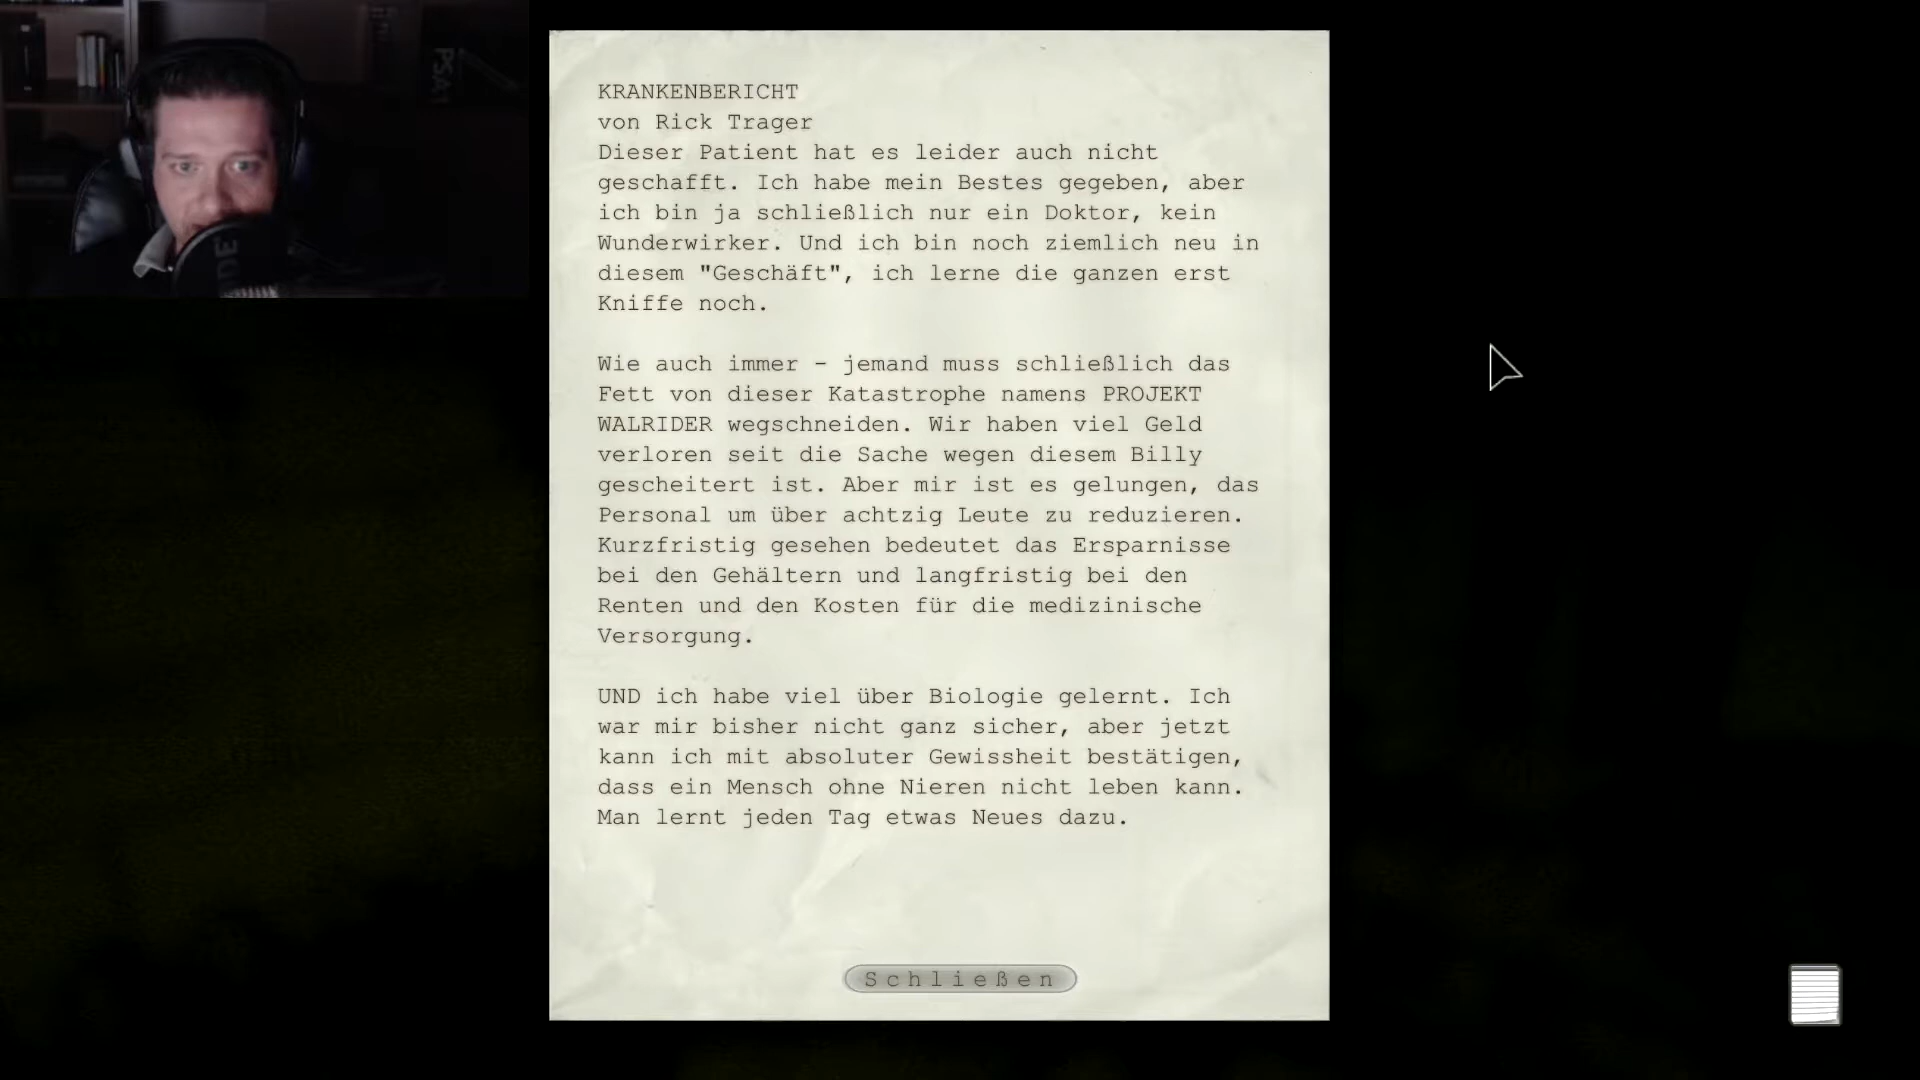 KRANKENBERICHT
von Rick Trager
Dieser Patient hat es leider auch nicht
geschafft. Ich habe mein Bestes gegeben, aber
ich bin ja schließlich nur ein Doktor, kein
Wunderwirker. Und ich bin noch ziemlich neu in
diesem "Geschäft", ich lerne die ganzen erst
Kniffe noch.
Wie auch immer – jemand muss schließlich das
Fett von dieser Katastrophe namens PROJEKT
WALRIDER wegschneiden. Wir haben viel Geld
verloren seit die Sache wegen diesem Billy
gescheitert ist. Aber mir ist es gelungen, das
Personal um über achtzig Leute zu reduzieren.
Kurzfristig gesehen bedeutet das Ersparnisse
bei den Gehältern und langfristig bei den
Renten und den Kosten für die medizinische
Versorgung.
UND ich habe viel über Biologie gelernt. Ich
war mir bisher nicht ganz sicher, aber jetzt
kann ich mit absoluter Gewissheit bestätigen,
dass ein Mensch ohne Nieren nicht leben kann.
Man lernt jeden Tag etwas Neues dazu.
Schließen